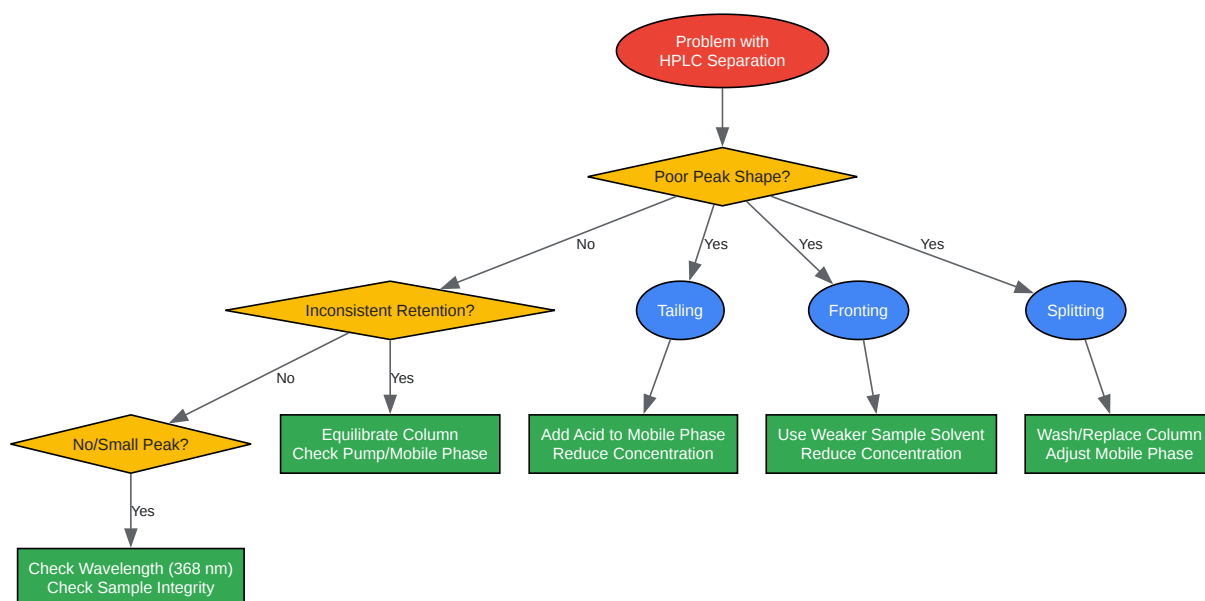 Problem with
HPLC Separation
Poor Peak Shape?
No
Yes
Yes
Yes
Inconsistent Retention?
Tailing
Fronting
Splitting
No
Yes
No/Small Peak?
Equilibrate Column
Check Pump/Mobile Phase
Add Acid to Mobile Phase
Reduce Concentration
Use Weaker Sample Solvent
Reduce Concentration
Wash/Replace Column
Adjust Mobile Phase
Yes
Check Wavelength (368 nm)
Check Sample Integrity